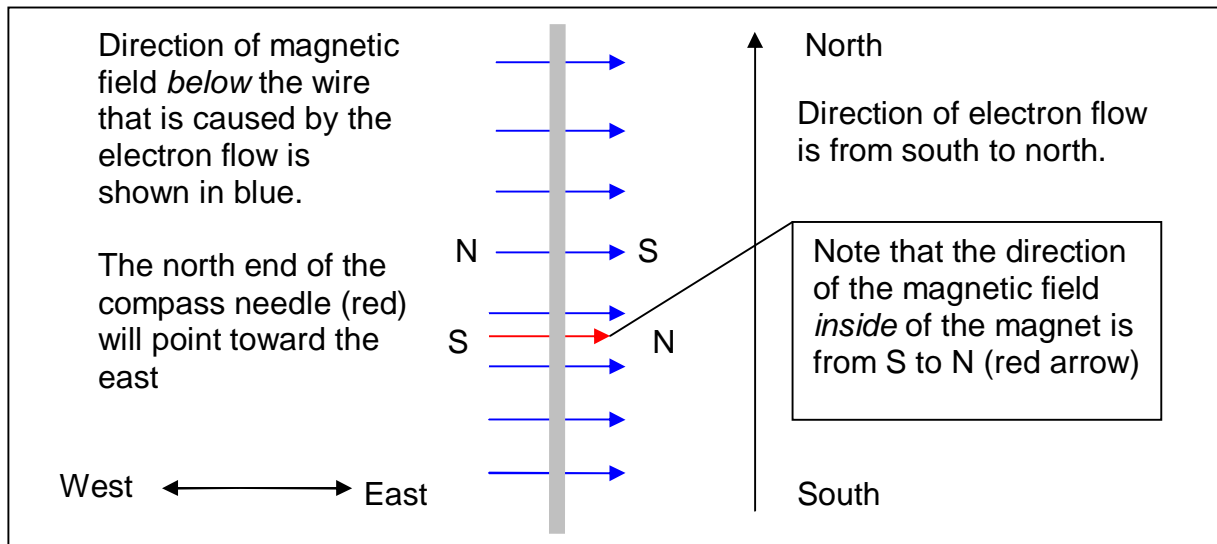 Direction of magnetic
field below the wire
that is caused by the
electron flow is
shown in blue.
The north end of the
compass needle (red)
will point toward the
east
West
East
N
S
S
N
North
Direction of electron flow
is from south to north.
Note that the direction
of the magnetic field
inside of the magnet is
from S to N (red arrow)
South